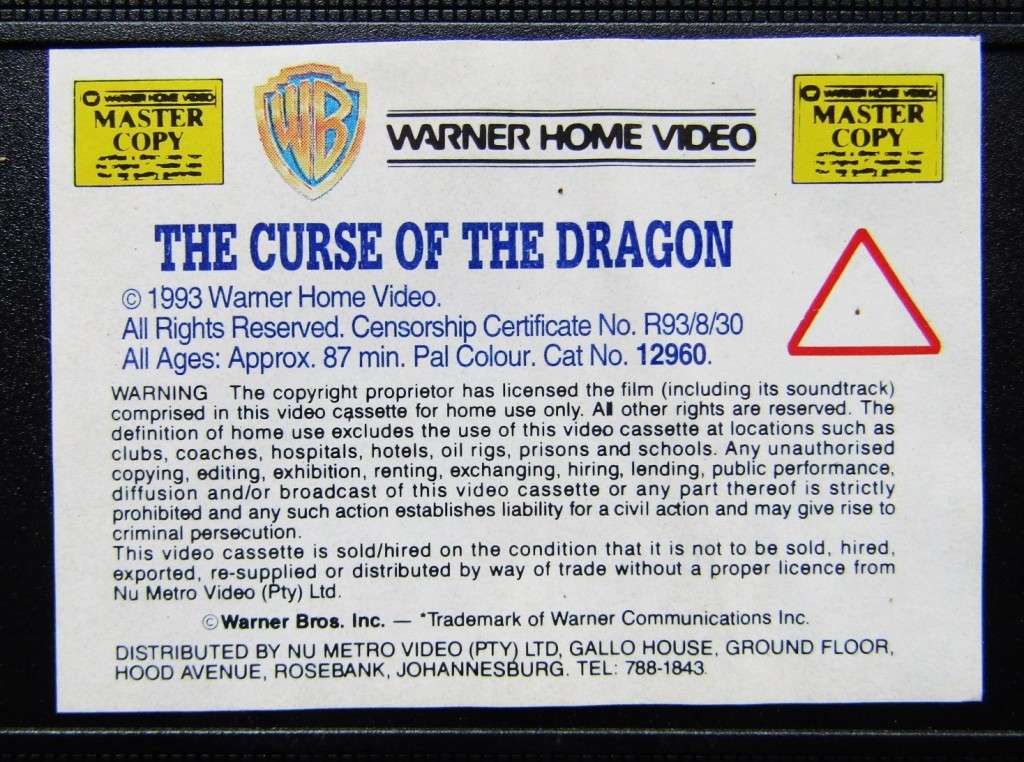 WARNER HOME VIDEO
MASTER
COPY
WB
WARNER HOME VIDEO
WARNER HOME VIDEO
MASTER
COPY
THE CURSE OF THE DRAGON
© 1993 Warner Home Video.
All Rights Reserved. Censorship Certificate No. R93/8/30
All Ages: Approx. 87 min. Pal Colour. Cat No. 12960.
WARNING The copyright proprietor has licensed the film (including its soundtrack)
comprised in this video cassette for home use only. All other rights are reserved. The
definition of home use excludes the use of this video cassette at locations such as
clubs, coaches, hospitals, hotels, oil rigs, prisons and schools. Any unauthorised
copying, editing, exhibition, renting, exchanging, hiring, lending, public performance,
diffusion and/or broadcast of this video cassette or any part thereof is strictly
prohibited and any such action establishes liability for a civil action and may give rise to
criminal persecution.
This video cassette is sold/hired on the condition that it is not to be sold, hired,
exported, re-supplied or distributed by way of trade without a proper licence from
Nu Metro Video (Pty) Ltd.
©Warner Bros. Inc. — *Trademark of Warner Communications Inc.
DISTRIBUTED BY NU METRO VIDEO (PTY) LTD, GALLO HOUSE, GROUND FLOOR,
HOOD AVENUE, ROSEBANK, JOHANNESBURG. TEL: 788-1843.